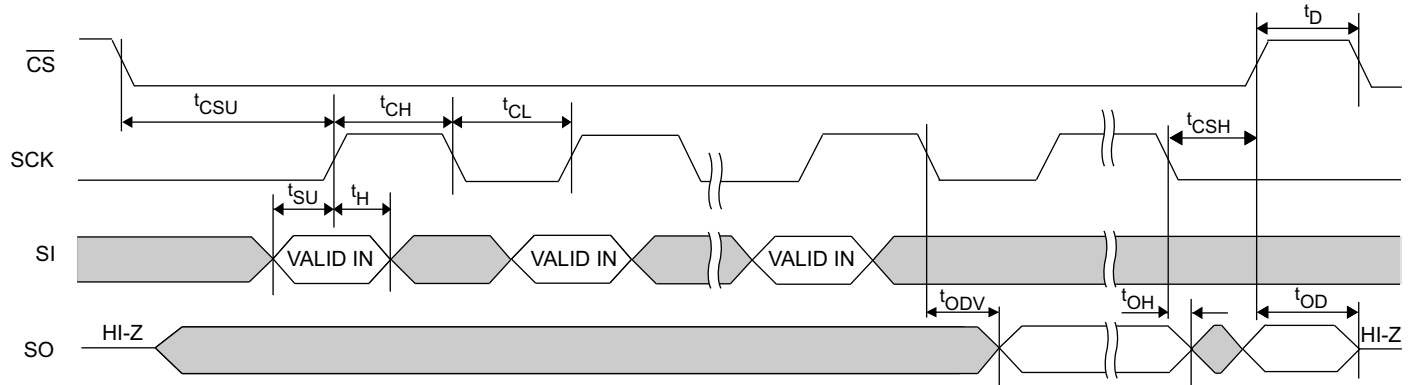 tD
CS
tCSU
tCH
tCL
tCSH
SCK
tSU
tH
SI
VALID IN
VALID IN
VALID IN
tODV
tOH
tOD
HI-Z
HI-Z
SO